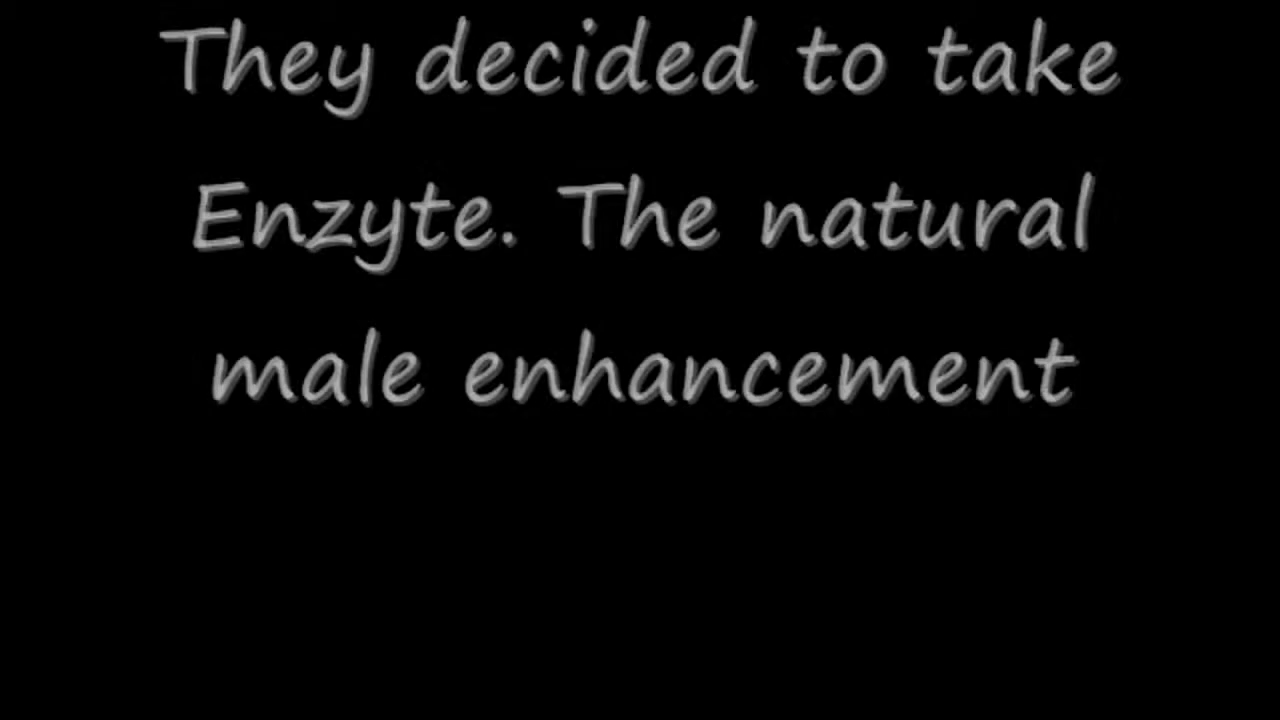 They decided to take
Enzyte. The natural
male enhancement